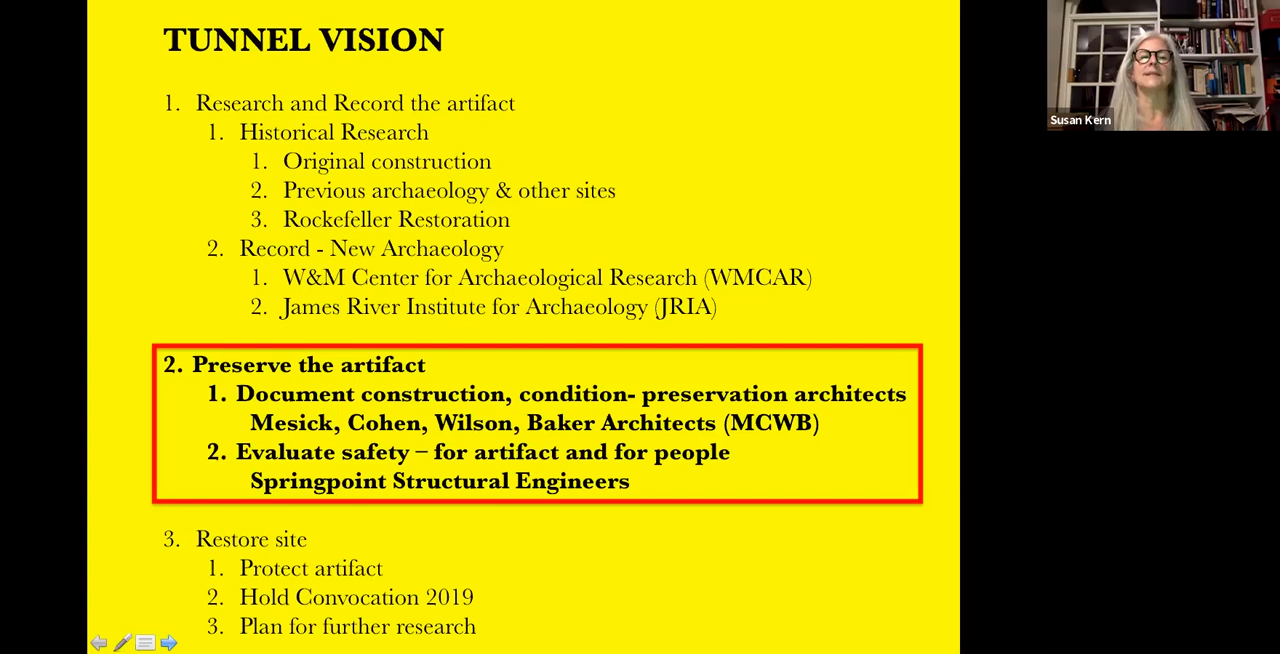 TUNNEL VISION
1. Research and Record the artifact
1. Historical Research
1. Original construction
2. Previous archaeology & other sites
3. Rockefeller Restoration
2. Record - New Archaeology
1. W&M Center for Archaeological Research (WMCAR)
2. James River Institute for Archaeology (JRIA)
2. Preserve the artifact
1. Document construction, condition- preservation architects
Mesick, Cohen, Wilson, Baker Architects (MCWB)
2. Evaluate safety – for artifact and for people
Springpoint Structural Engineers
3. Restore site
1. Protect artifact
2. Hold Convocation 2019
3. Plan for further research
Susan Kern